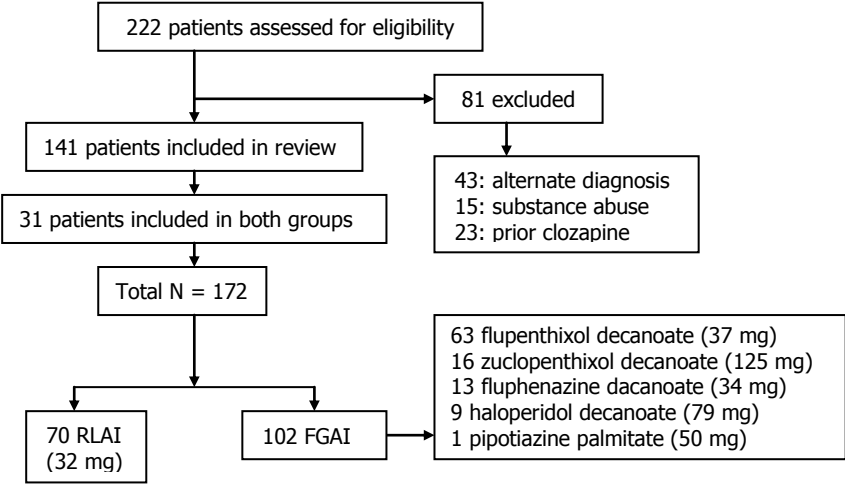 222 patients assessed for eligibility
81 excluded
141 patients included in review
43: alternate diagnosis
15: substance abuse
23: prior clozapine
31 patients included in both groups
Total N = 172
63 flupenthixol decanoate (37 mg)
16 zuclopenthixol decanoate (125 mg)
13 fluphenazine dacanoate (34 mg)
9 haloperidol decanoate (79 mg)
1 pipotiazine palmitate (50 mg)
70 RLAI
(32 mg)
102 FGAI